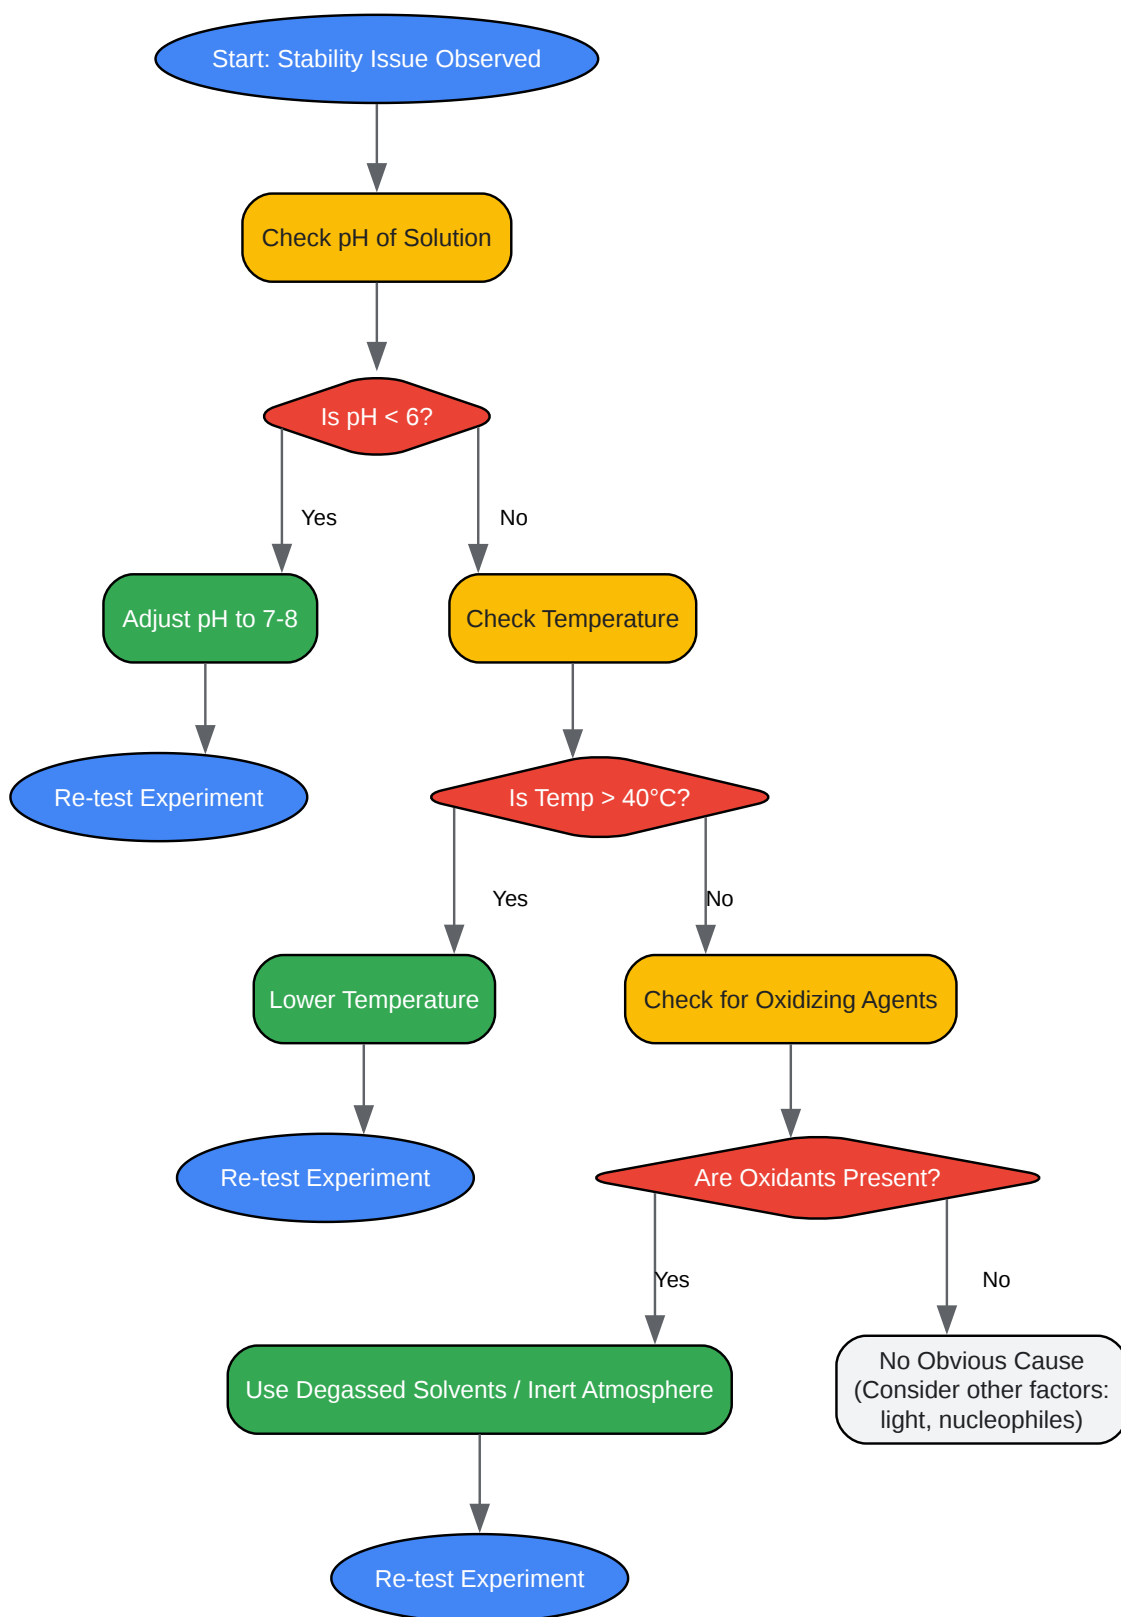 Start: Stability Issue Observed
Check pH of Solution
Is pH < 6?
Yes
No
Adjust pH to 7-8
Check Temperature
Re-test Experiment
Is Temp > 40°C?
Yes
No
Lower Temperature
Check for Oxidizing Agents
Re-test Experiment
Are Oxidants Present?
Yes
No
Use Degassed Solvents / Inert Atmosphere
No Obvious Cause
(Consider other factors:
light, nucleophiles)
Re-test Experiment